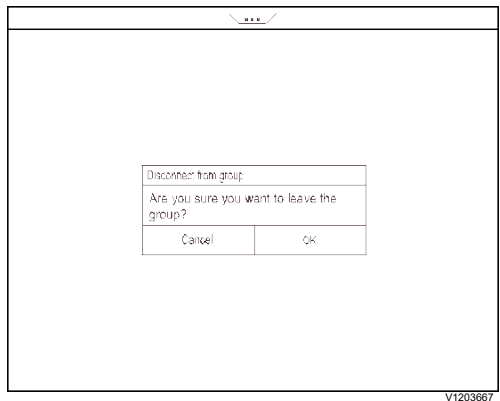 Disconnect from group
Are you sure you want to leave the
group?
Cancel
OK
V1203667